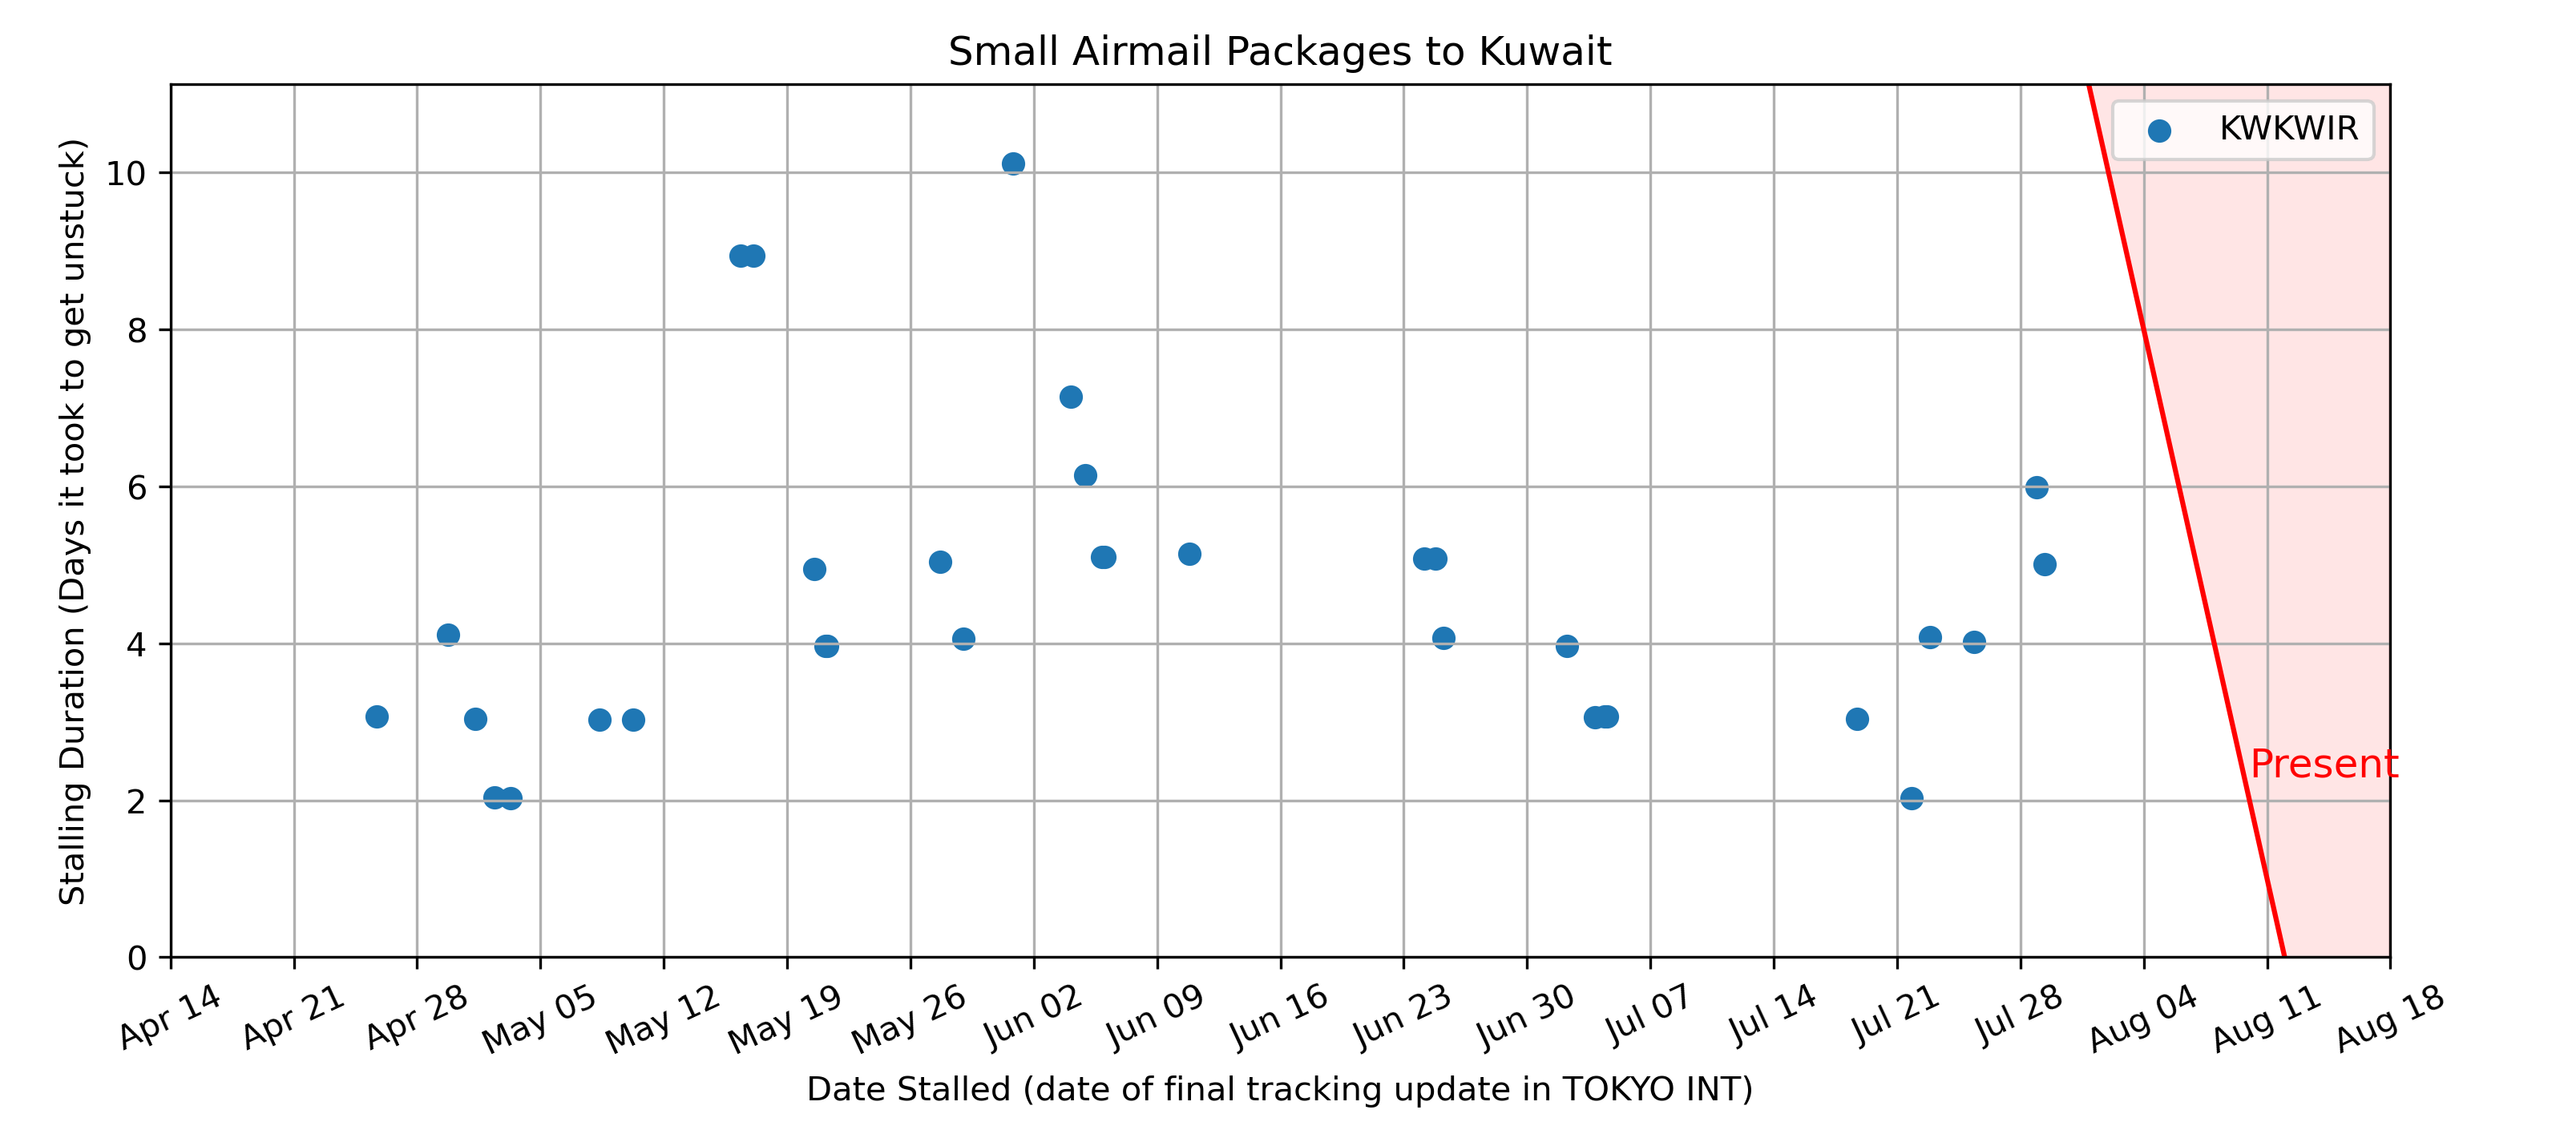 Small Airmail Packages to Kuwait
Stalling Duration (Days it took to get unstuck)
10
8
6
4
2
0
KWKWIR
Present
Apr 14
Apr 21
Apr 28
May 05
May 12
May 19
May 26
Jun 02
Jun 09
Jun 16
Jun 23
Jun 30
Jul 07
Jul 14
Jul 21
Jul 28
Aug 04
Aug 11
Aug 18
Date Stalled (date of final tracking update in TOKYO INT)